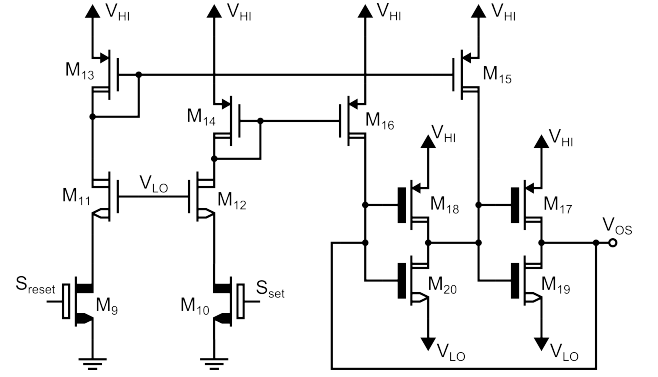 V_HI V_HI V_HI V_HI
M_13 M_15
M_14 M_16
V_HI V_HI
M_11 V_LO M_12 M_18 M_17
V_OS
S_reset M_9 M_10 S_set M_20 M_19
V_LO V_LO